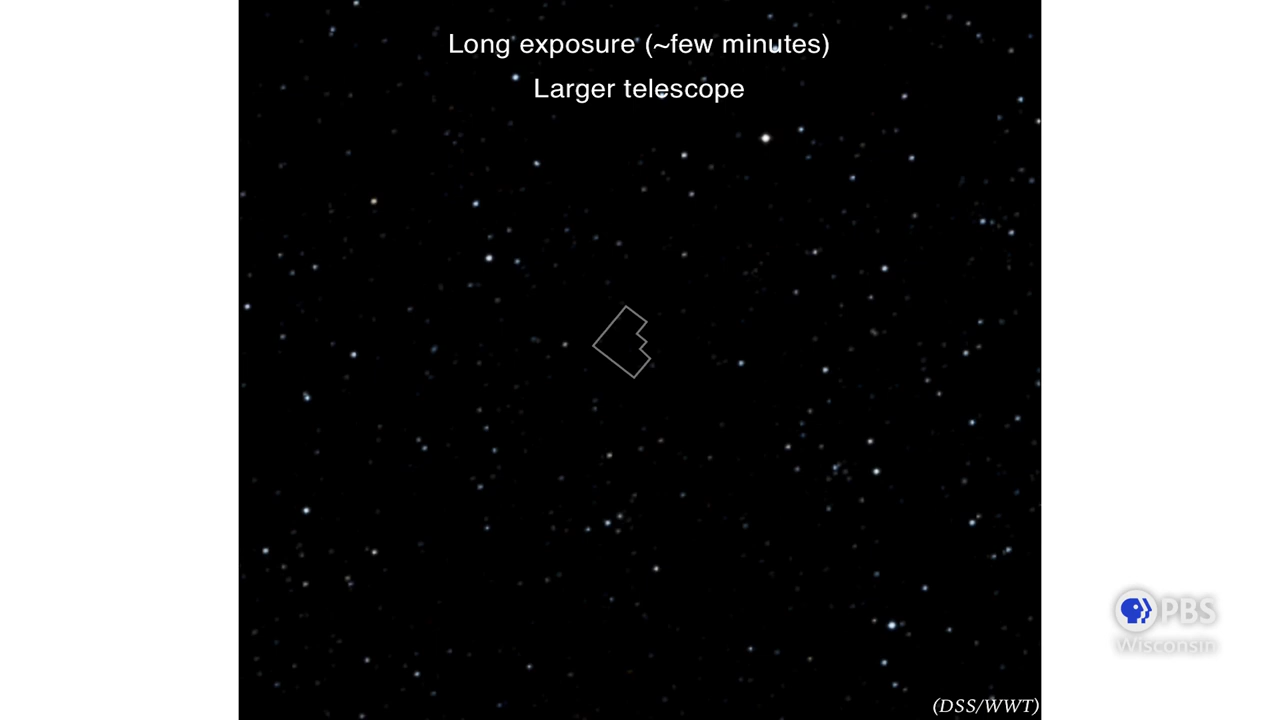 Long exposure (~few minutes)
Larger telescope
PBS
Wisconsin
(DSS/WWT)